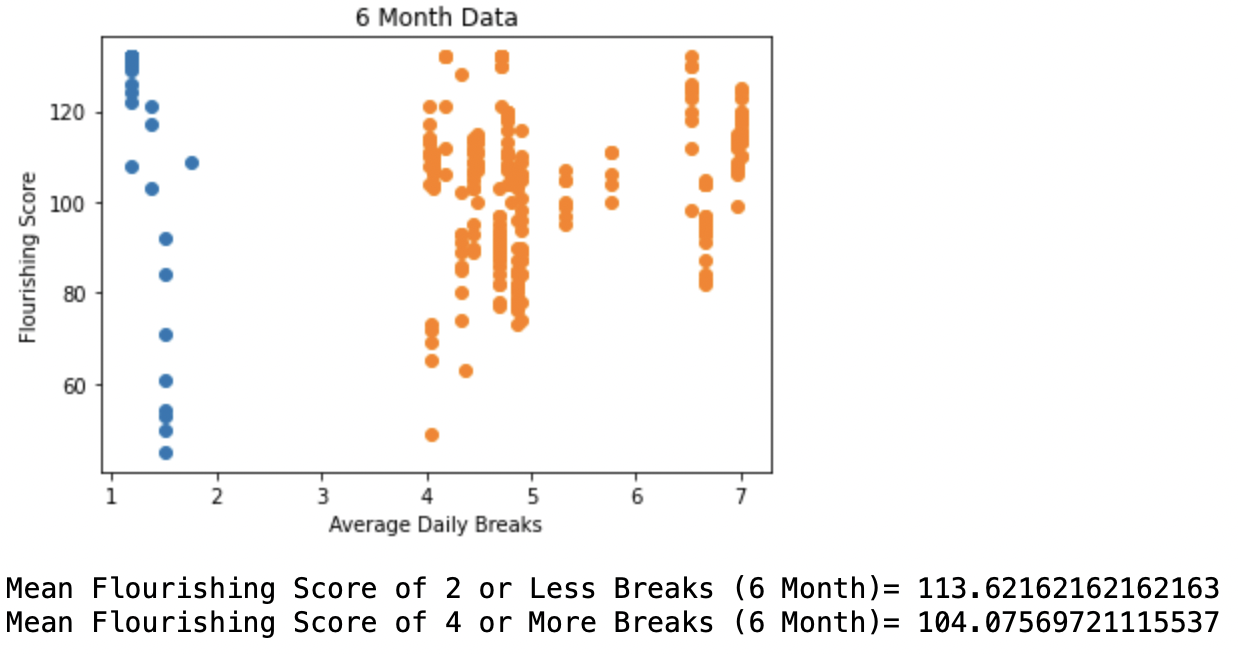 6 Month Data
120
100
80
60
Flourishing Score
1 2 3 4 5 6 7
Average Daily Breaks
Mean Flourishing Score of 2 or Less Breaks (6 Month)= 113.62162162162163
Mean Flourishing Score of 4 or More Breaks (6 Month)= 104.07569721115537